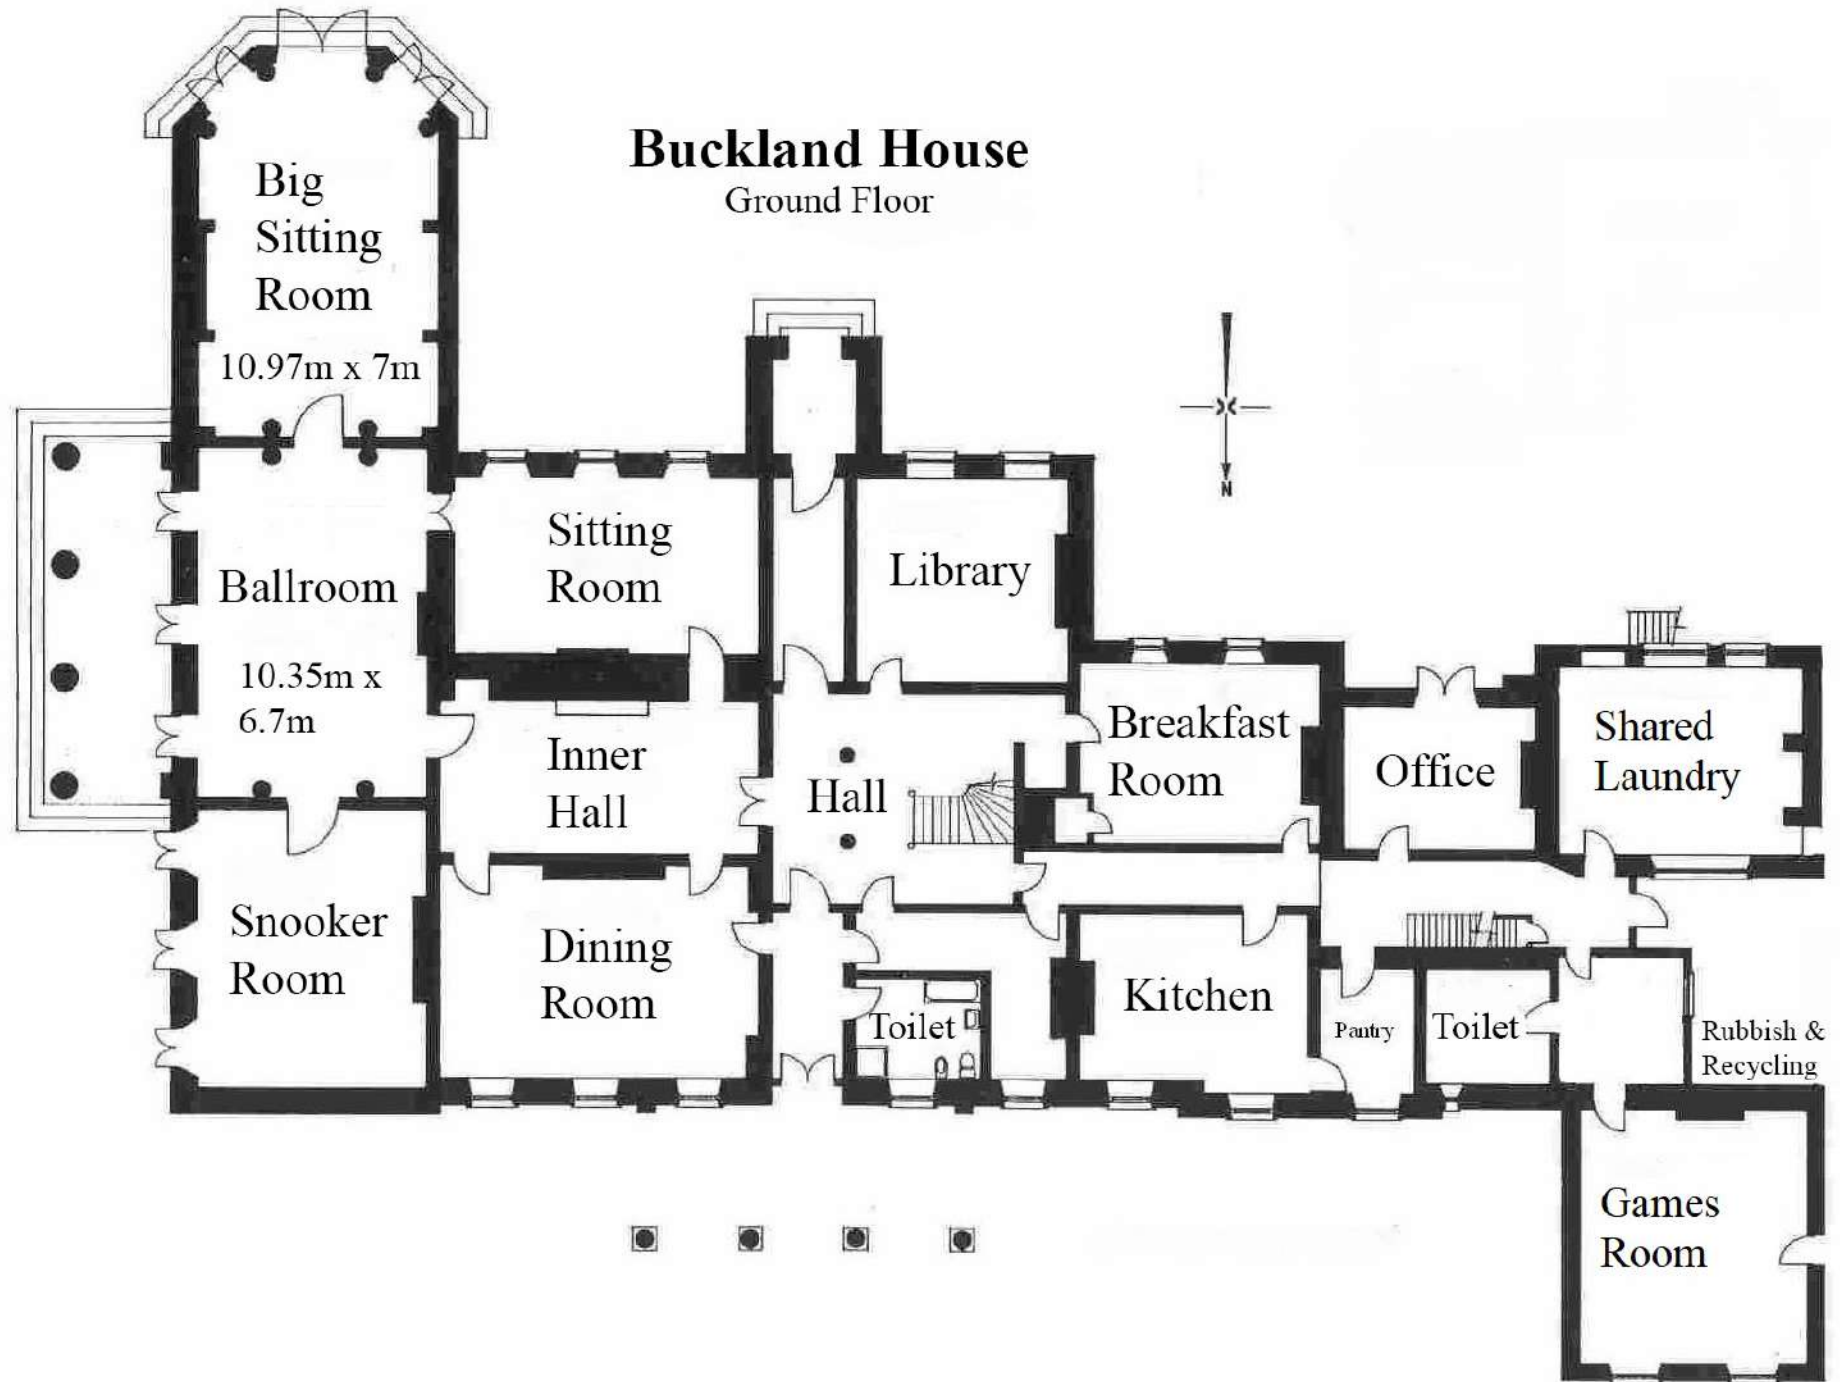 Buckland House
Ground Floor
Big
Sitting
Room
10.97m x 7m
N
Sitting
Room
Library
Ballroom
10.35m x
6.7m
Inner
Hall
Hall
Breakfast
Room
Office
Shared
Laundry
Snooker
Room
Dining
Room
Toilet
Kitchen
Pantry
Toilet
Rubbish &
Recycling
Games
Room